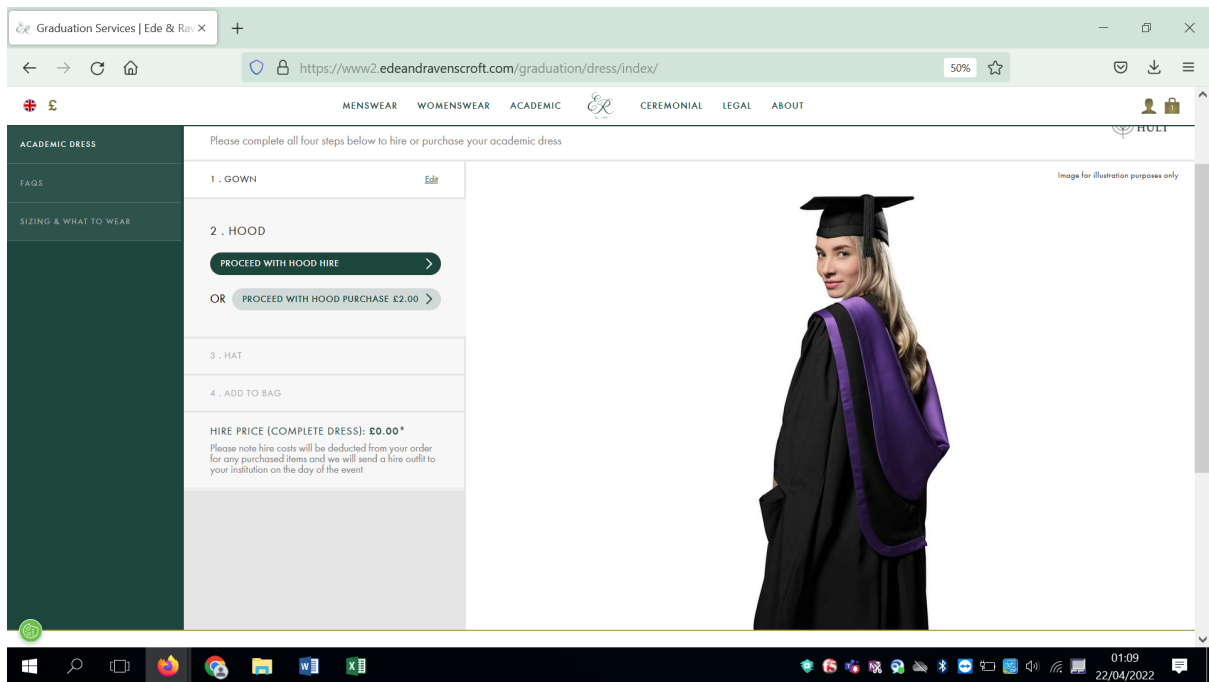 Graduation Services | Ede & Rav
https://www2.edeandravenscroft.com/graduation/dress/index/
50%
£
MENSWEAR WOMENSWEAR ACADEMIC ER CEREMONIAL LEGAL ABOUT
1
HULT
ACADEMIC DRESS
FAQS
SIZING & WHAT TO WEAR
Please complete all four steps below to hire or purchase your academic dress
1 . GOWN Edit
Image for illustration purposes only
2 . HOOD
PROCEED WITH HOOD HIRE
OR PROCEED WITH HOOD PURCHASE £2.00
3 . HAT
4 . ADD TO BAG
HIRE PRICE (COMPLETE DRESS): £0.00*
Please note hire costs will be deducted from your order
for any purchased items and we will send a hire outfit to
your institution on the day of the event
01:09
22/04/2022